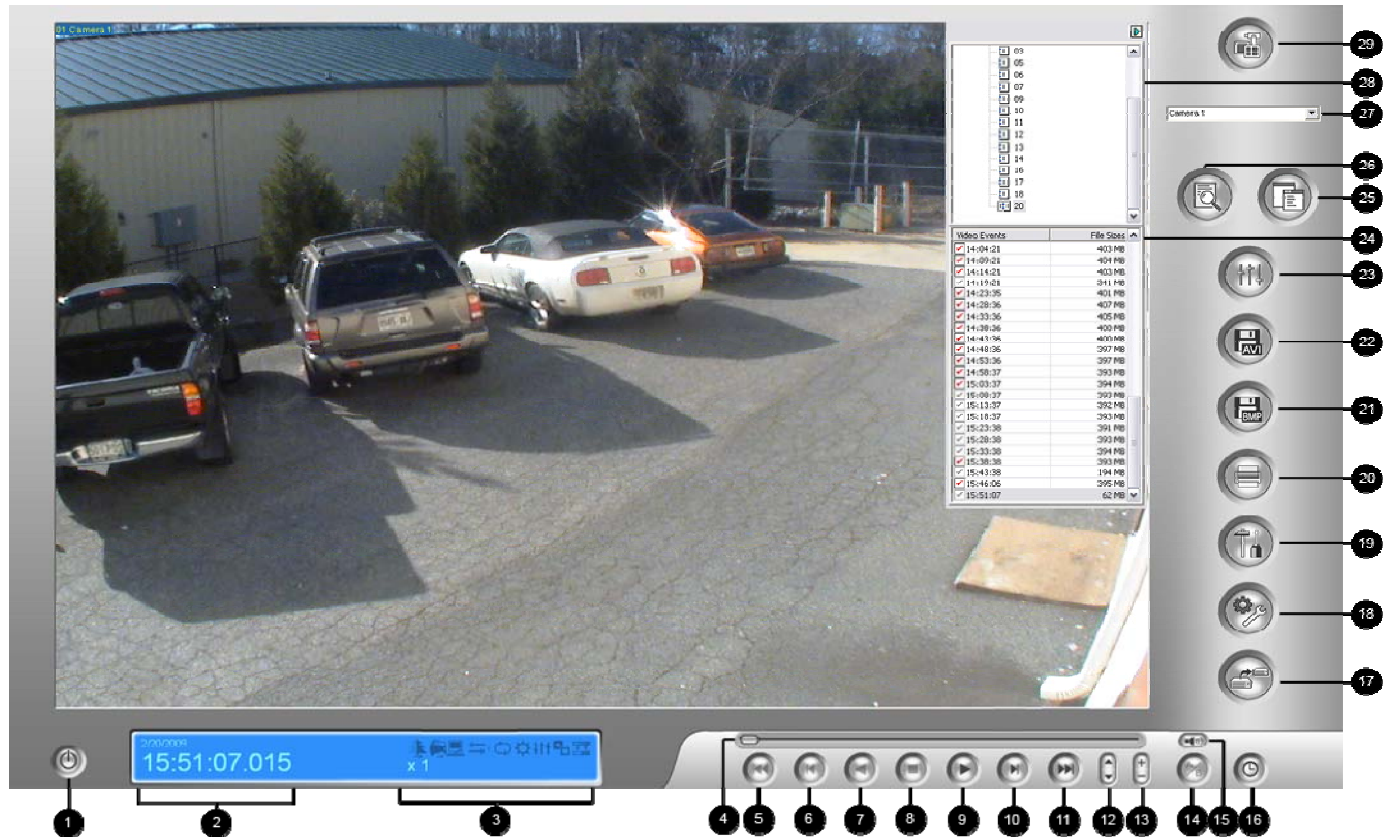 01 Camera 1
03
05
06
07
09
10
11
12
13
14
16
17
18
20
Video Events File Sizes
14:04:21 403 MB
14:09:21 404 MB
14:14:21 403 MB
14:19:21 341 MB
14:23:35 401 MB
14:28:36 407 MB
14:33:36 405 MB
14:38:36 400 MB
14:43:36 400 MB
14:48:36 397 MB
14:53:36 397 MB
14:58:37 393 MB
15:03:37 394 MB
15:08:37 393 MB
15:13:37 392 MB
15:18:37 393 MB
15:23:38 391 MB
15:28:38 393 MB
15:33:38 394 MB
15:38:38 393 MB
15:43:38 194 MB
15:46:06 395 MB
15:51:07 62 MB
29
28
Camera 1
27
26
25
24
23
AVI
22
BMP
21
20
19
18
17
2/20/2009
15:51:07.015
x 1
1
2
3
4
5
6
7
8
9
10
11
12
13
14
15
16